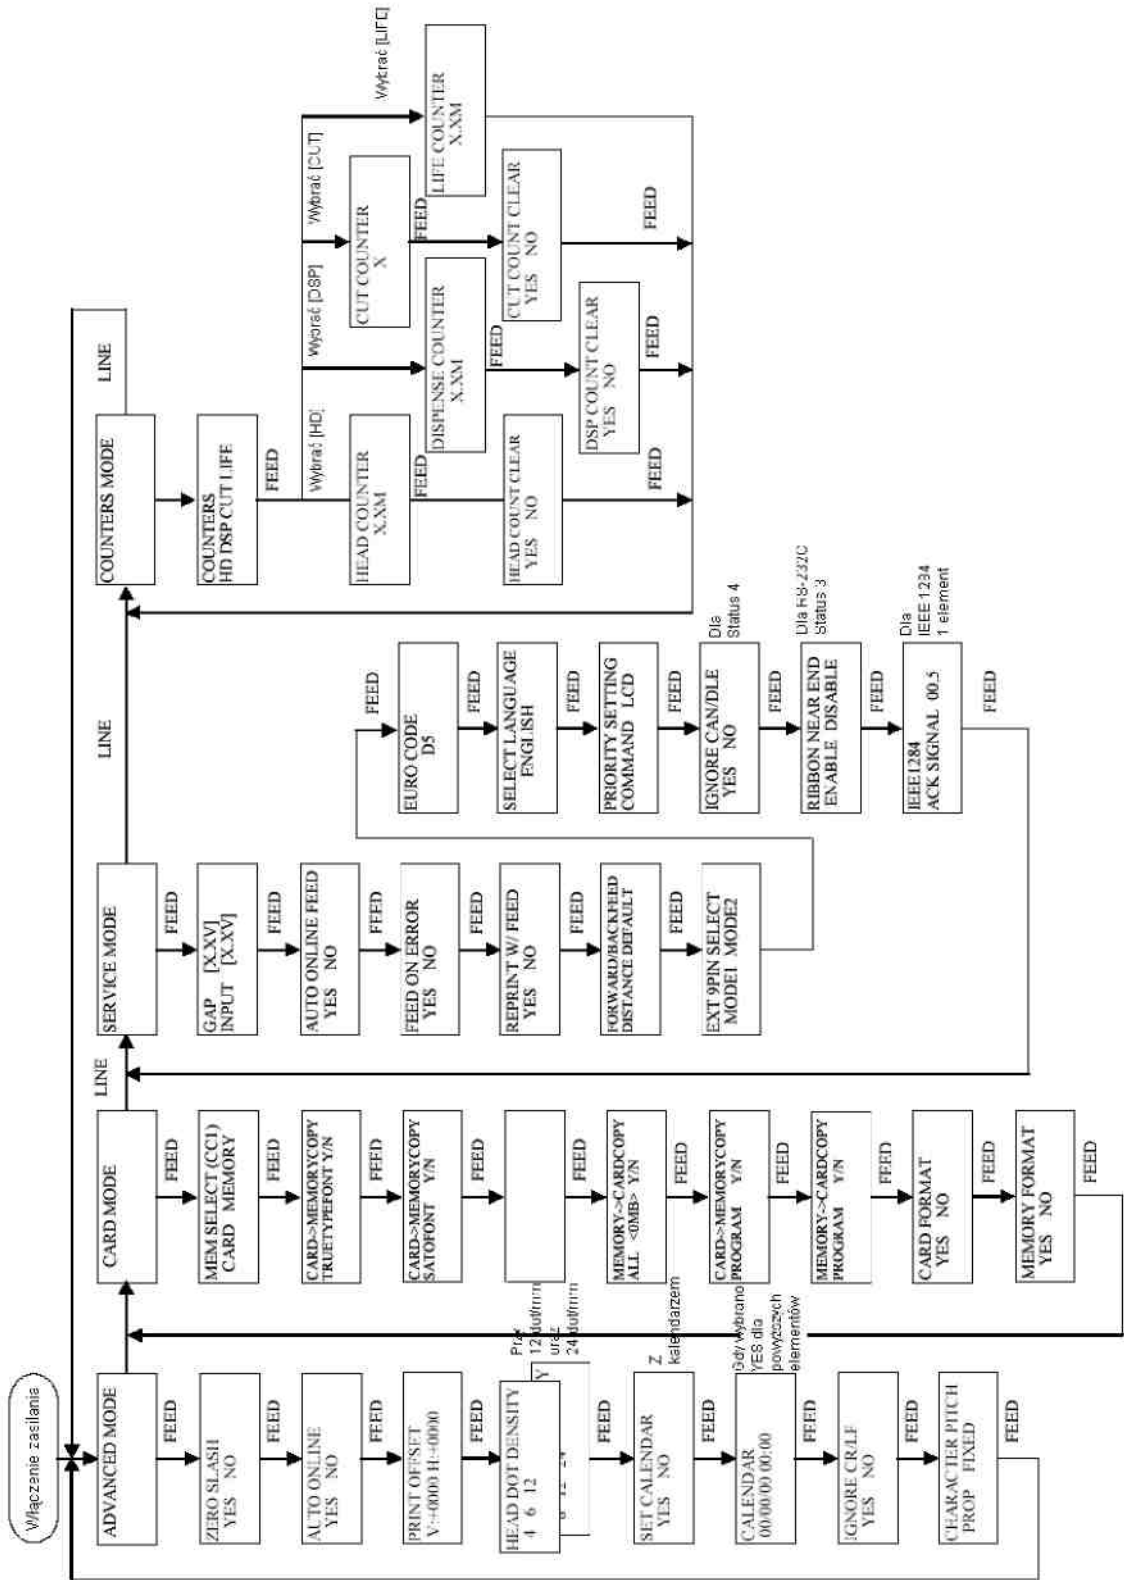 Włączenie zasilania
ADVANCED MODE
FEED
ZERO SLASH
YES NO
FEED
AUTO ONLINE
YES NO
FEED
PRINT OFFSET
V:+0000 H:+0000
FEED
HEAD DOT DENSITY
4 6 12
Y
8 12 24
12 dot/mm
24 dot/mm
FEED
SET CALENDAR
YES NO
Z
kalendarzem
FEED
CALENDAR
00/00/00 00:00
Gdy wybrano
YES dla
powyższych
elementów
FEED
IGNORE CR/LF
YES NO
FEED
CHARACTER PITCH
PROP FIXED
FEED
CARD MODE
FEED
MEM SELECT (CC1)
CARD MEMORY
FEED
CARD->MEMORYCOPY
TRUETYPEFONT Y/N
FEED
CARD->MEMORYCOPY
SATOFONT Y/N
FEED
FEED
MEMORY->CARDCOPY
ALL <0MB> Y/N
FEED
CARD->MEMORYCOPY
PROGRAM Y/N
FEED
MEMORY->CARDCOPY
PROGRAM Y/N
FEED
CARD FORMAT
YES NO
FEED
MEMORY FORMAT
YES NO
FEED
LINE
SERVICE MODE
FEED
GAP [X.XV]
INPUT [X.XV]
FEED
AUTO ONLINE FEED
YES NO
FEED
FEED ON ERROR
YES NO
FEED
REPRINT W/ FEED
YES NO
FEED
FORWARD/BACKFEED
DISTANCE DEFAULT
FEED
EXT 9PIN SELECT
MODE1 MODE2
FEED
EURO CODE
D5
FEED
SELECT LANGUAGE
ENGLISH
FEED
PRIORITY SETTING
COMMAND LCD
FEED
IGNORE CAN/DLE
YES NO
Dla
Status 4
FEED
RIBBON NEAR END
ENABLE DISABLE
Dla RS-232C
Status 3
FEED
IEEE1284
ACK SIGNAL 00.5
Dla
IEEE 1284
1 element
FEED
LINE
COUNTERS MODE
LINE
COUNTERS
HD DSP CUT LIFE
FEED
Wybrać [HD]
HEAD COUNTER
X.XM
FEED
HEAD COUNT CLEAR
YES NO
FEED
Wybrać [DSP]
DISPENSE COUNTER
X.XM
FEED
DSP COUNT CLEAR
YES NO
FEED
Wybrać [CUT]
CUT COUNTER
X
FEED
CUT COUNT CLEAR
YES NO
FEED
Wybrać [LIFE]
LIFE COUNTER
X.XM